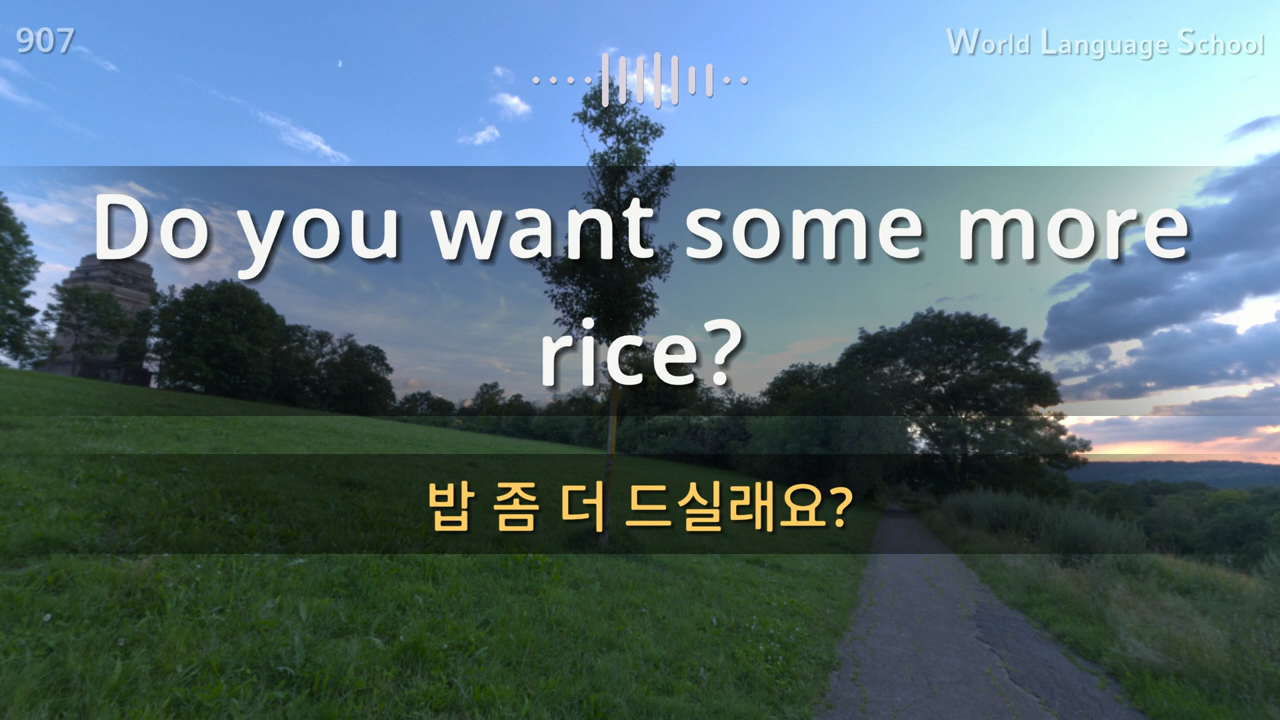 907
World Language School
Do you want some more
rice?
밥 좀 더 드실래요?